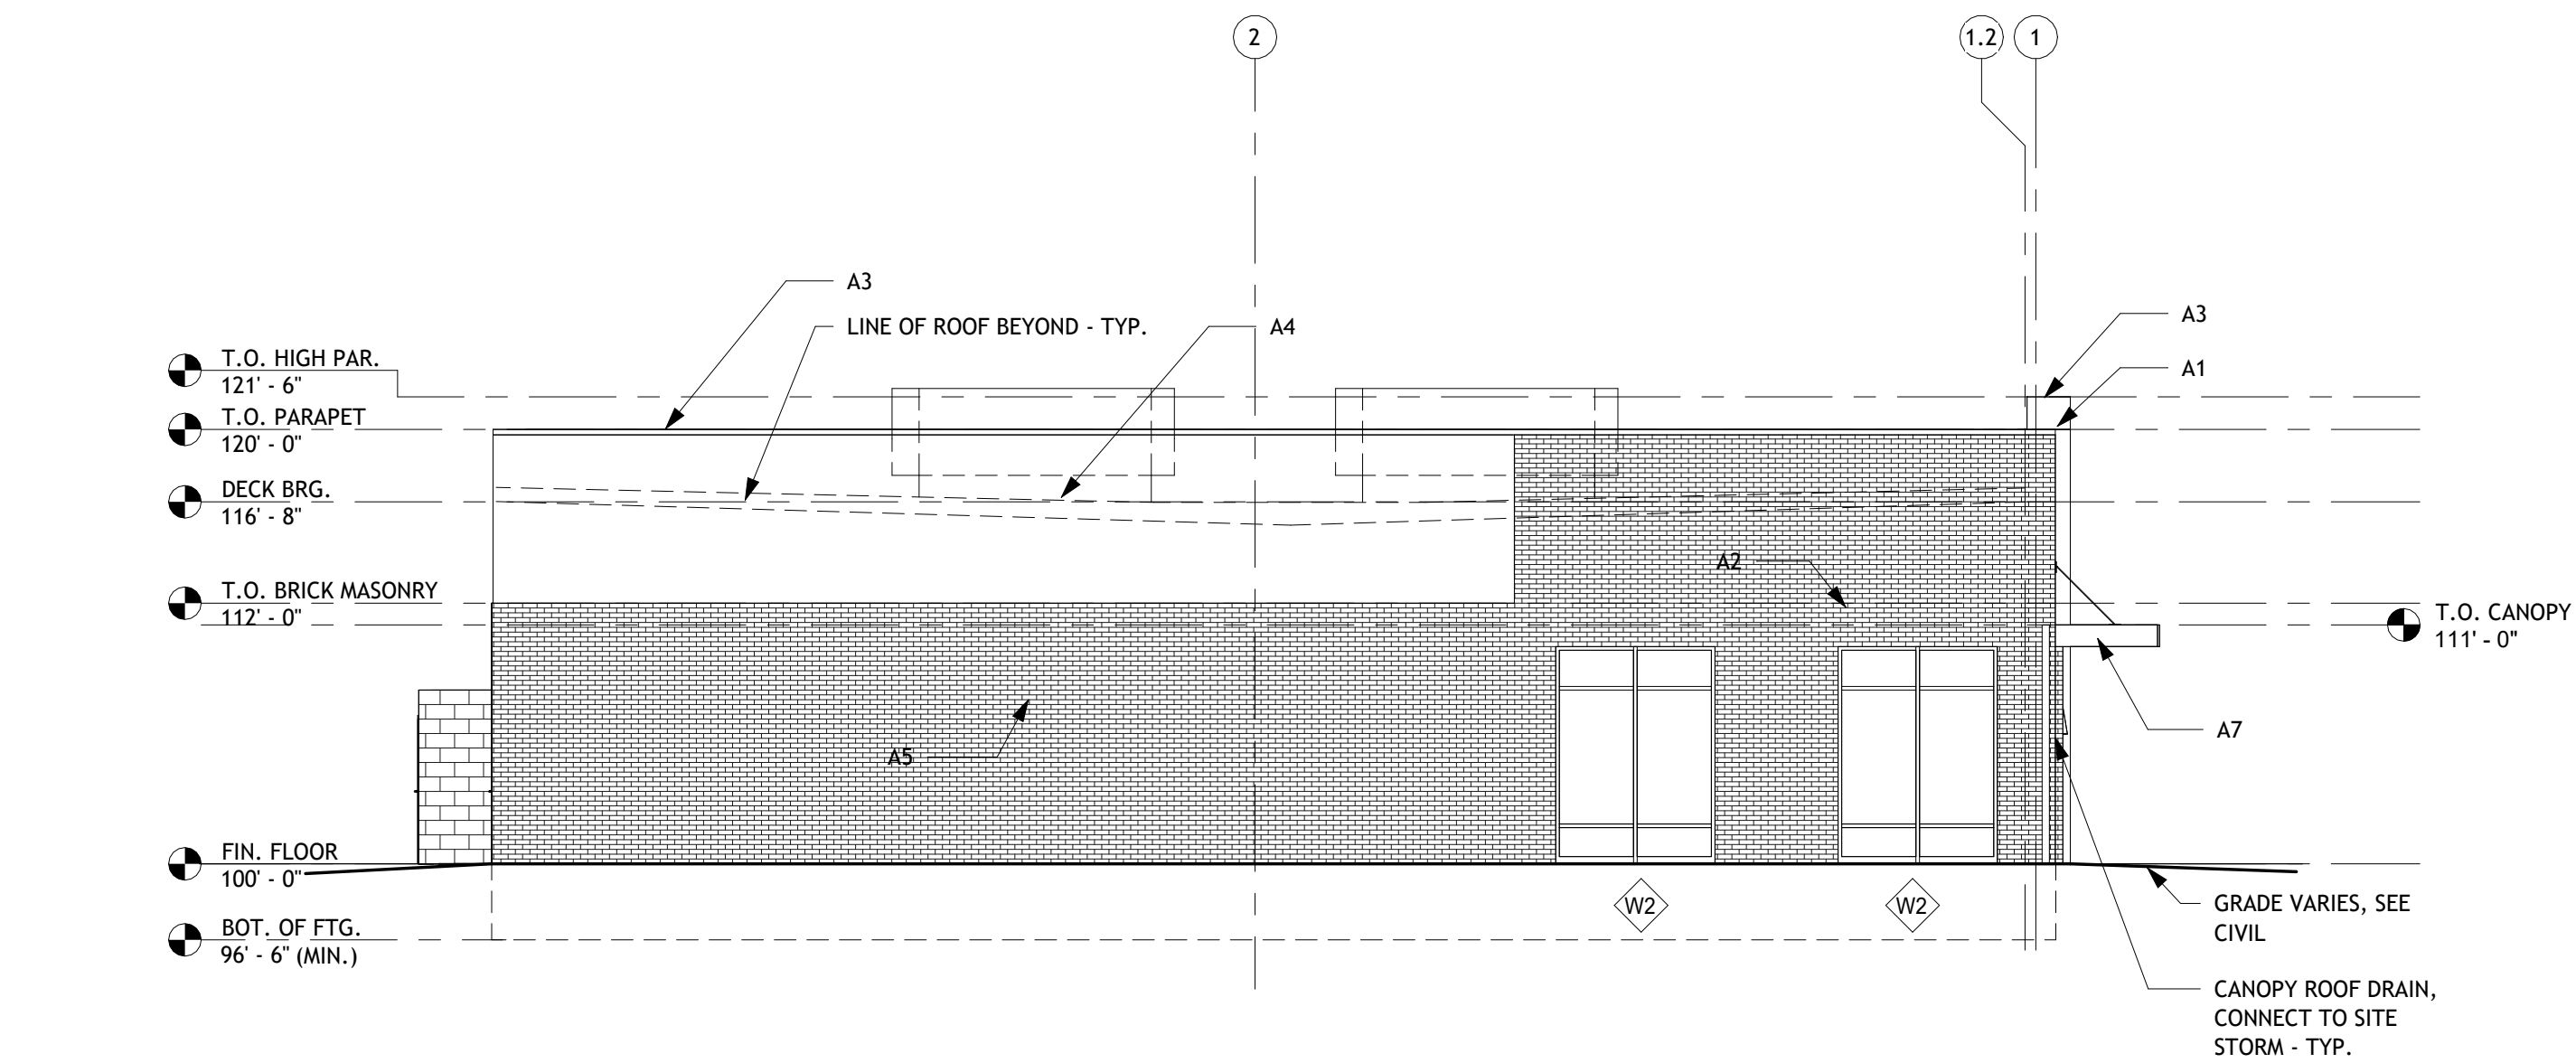 2
1.2
1
A3
LINE OF ROOF BEYOND - TYP.
A4
A3
A1
T.O. HIGH PAR.
121' - 6"
T.O. PARAPET
120' - 0"
DECK BRG.
116' - 8"
A2
T.O. BRICK MASONRY
112' - 0"
T.O. CANOPY
111' - 0"
A7
A5
FIN. FLOOR
100' - 0"
W2
W2
GRADE VARIES, SEE
CIVIL
BOT. OF FTG.
96' - 6" (MIN.)
CANOPY ROOF DRAIN,
CONNECT TO SITE
STORM - TYP.